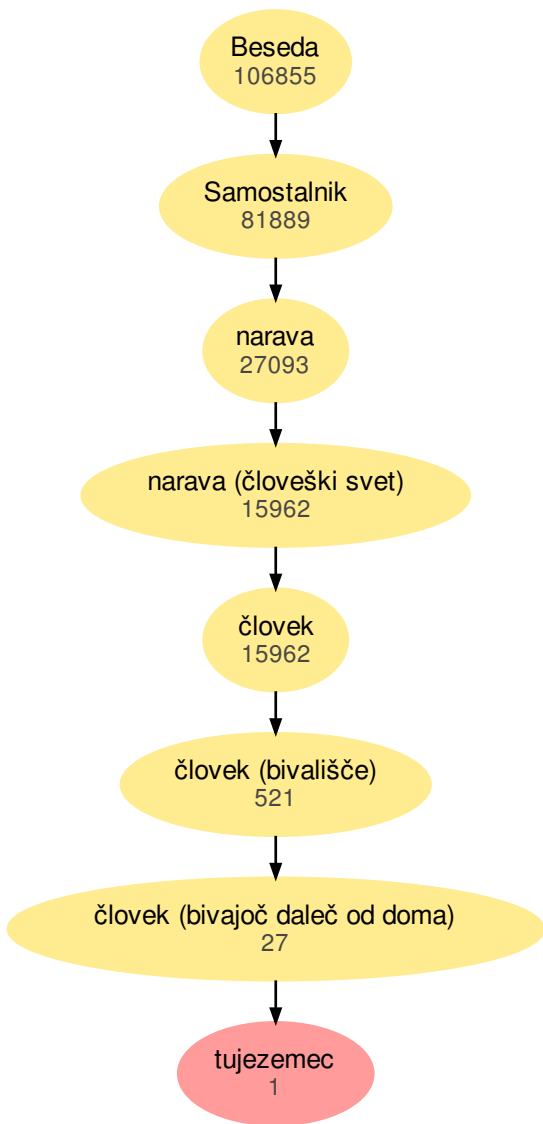 Beseda
106855
Samostalnik
81889
narava
27093
narava (človeški svet)
15962
človek
15962
človek (bivališče)
521
človek (bivajoč daleč od doma)
27
tujezemec
1